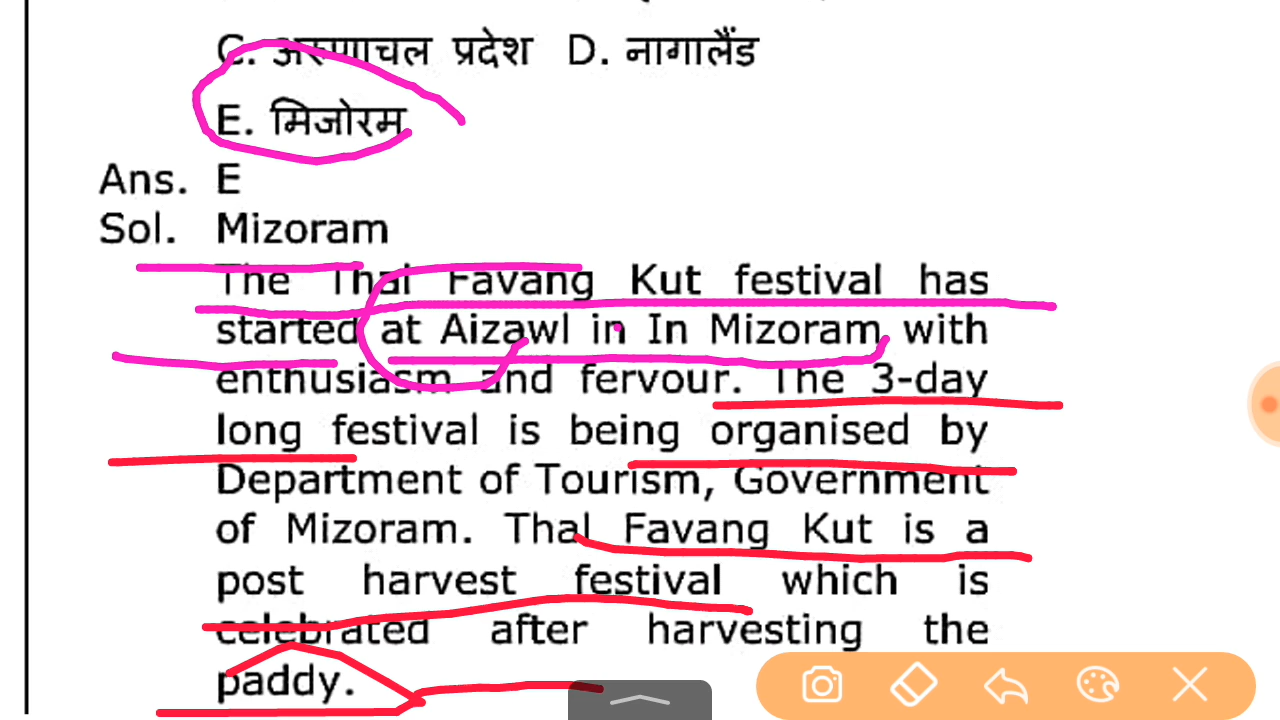 C. अरुणाचल प्रदेश D. नागालैंड
E. मिजोरम
Ans. E
Sol. Mizoram
The Thal Favang Kut festival has
started at Aizawl in In Mizoram with
enthusiasm and fervour. The 3-day
long festival is being organised by
Department of Tourism, Government
of Mizoram. Thal Favang Kut is a
post harvest festival which is
celebrated after harvesting the
paddy.